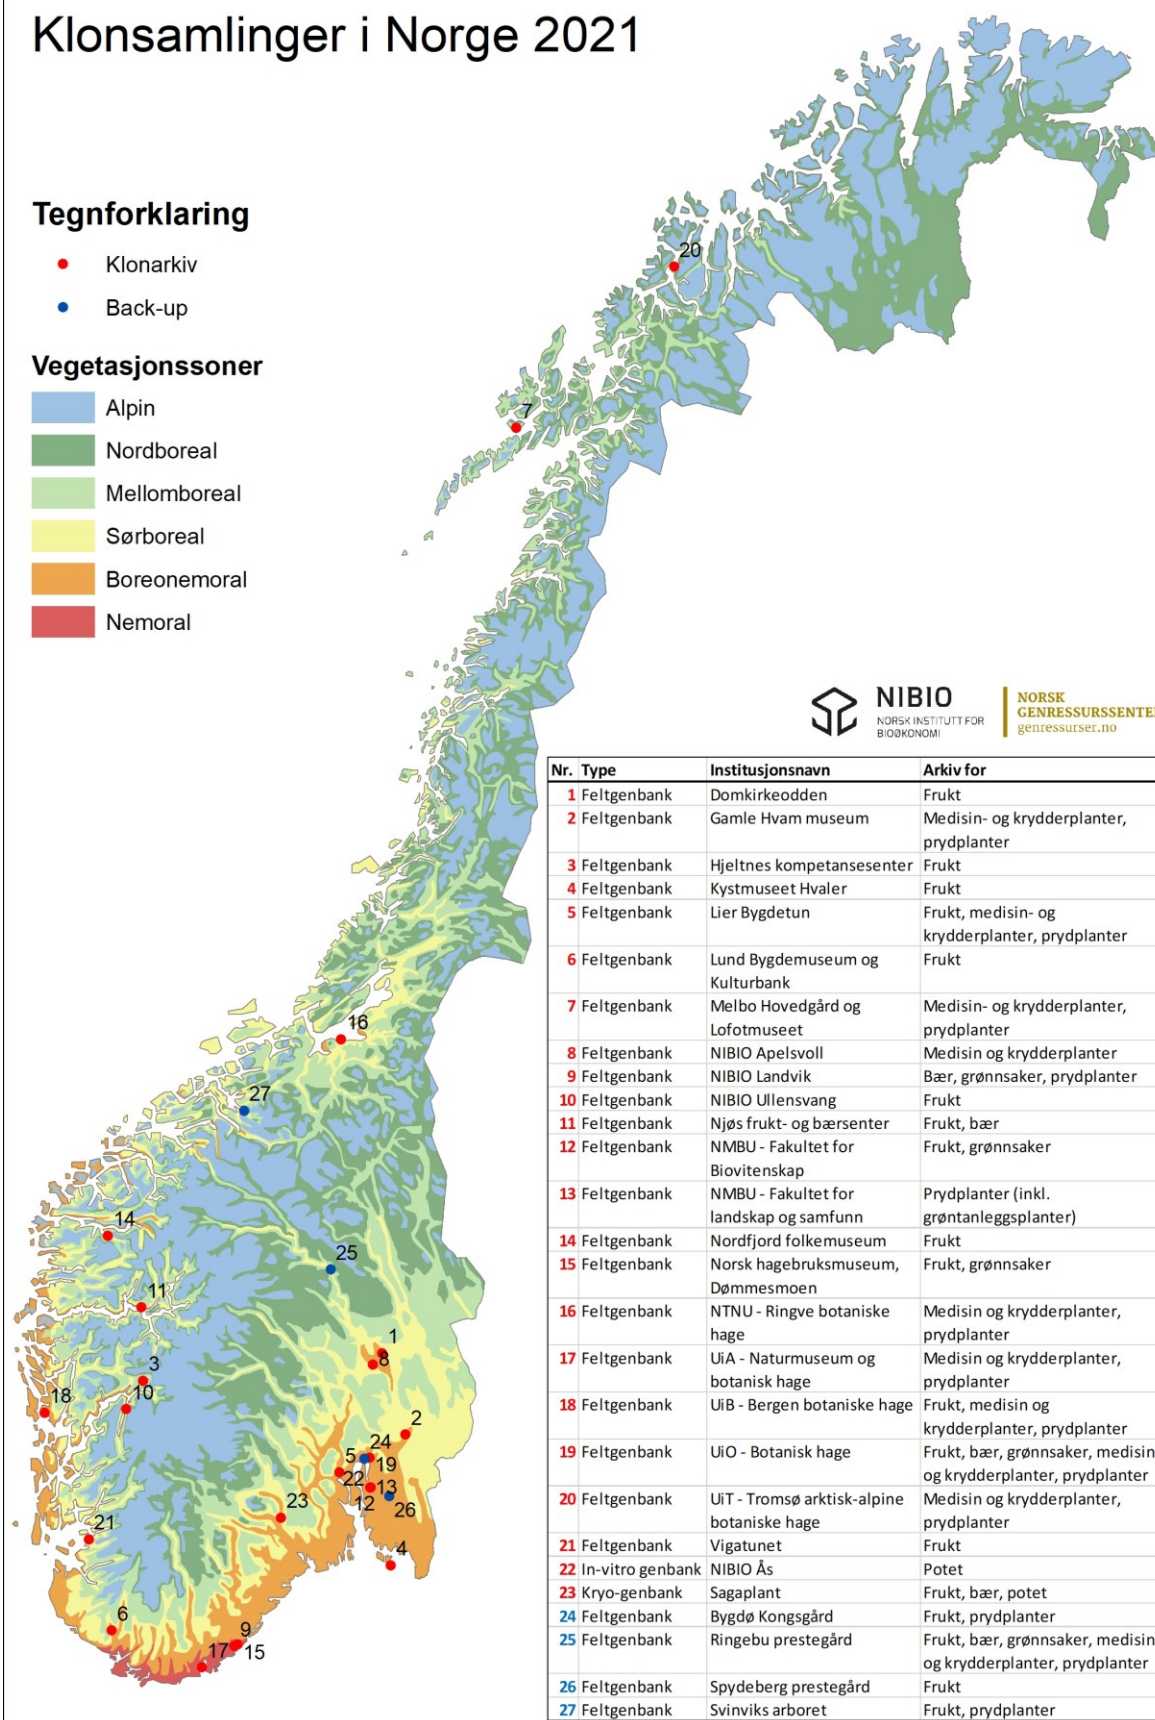 Klonsamlinger i Norge 2021
Tegnforklaring
Klonarkiv
Back-up
Vegetasjonssoner
Alpin
Nordboreal
Mellomboreal
Sørboreal
Boreonemoral
Nemoral
20
7
16
27
14
25
11
1
8
3
10
18
2
24
5
19
22
13
12
26
23
21
4
6
9
17
15
NIBIO
NORSK INSTITUTT FOR
BIOØKONOMI
NORSK
GENRESSURSSENTER
genressurser.no
Nr. Type Institusjonsnavn Arkiv for
1 Feltgenbank Domkirkeodden Frukt
2 Feltgenbank Gamle Hvam museum Medisin- og krydderplanter,
prydplanter
3 Feltgenbank Hjeltnes kompetansesenter Frukt
4 Feltgenbank Kystmuseet Hvaler Frukt
5 Feltgenbank Lier Bygdetun Frukt, medisin- og
krydderplanter, prydplanter
6 Feltgenbank Lund Bygdemuseum og Frukt
Kulturbank
7 Feltgenbank Melbo Hovedgård og Medisin- og krydderplanter,
Lofotmuseet prydplanter
8 Feltgenbank NIBIO Apelsvoll Medisin og krydderplanter
9 Feltgenbank NIBIO Landvik Bær, grønnsaker, prydplanter
10 Feltgenbank NIBIO Ullensvang Frukt
11 Feltgenbank Njøs frukt- og bærsenter Frukt, bær
12 Feltgenbank NMBU - Fakultet for Frukt, grønnsaker
Biovitenskap
13 Feltgenbank NMBU - Fakultet for Prydplanter (inkl.
landskap og samfunn grøntanleggsplanter)
14 Feltgenbank Nordfjord folkemuseum Frukt
15 Feltgenbank Norsk hagebruksmuseum, Frukt, grønnsaker
Dømmesmoen
16 Feltgenbank NTNU - Ringve botaniske Medisin og krydderplanter,
hage prydplanter
17 Feltgenbank UiA - Naturmuseum og Medisin og krydderplanter,
botanisk hage prydplanter
18 Feltgenbank UiB - Bergen botaniske hage Frukt, medisin og
krydderplanter, prydplanter
19 Feltgenbank UiO - Botanisk hage Frukt, bær, grønnsaker, medisin
og krydderplanter, prydplanter
20 Feltgenbank UiT - Tromsø arktisk-alpine Medisin og krydderplanter,
botaniske hage prydplanter
21 Feltgenbank Vigatunet Frukt
22 In-vitro genbank NIBIO Ås Potet
23 Kryo-genbank Sagaplant Frukt, bær, potet
24 Feltgenbank Bygdø Kongsgård Frukt, prydplanter
25 Feltgenbank Ringebu prestegård Frukt, bær, grønnsaker, medisin
og krydderplanter, prydplanter
26 Feltgenbank Spydeberg prestegård Frukt
27 Feltgenbank Svinviks arboret Frukt, prydplanter